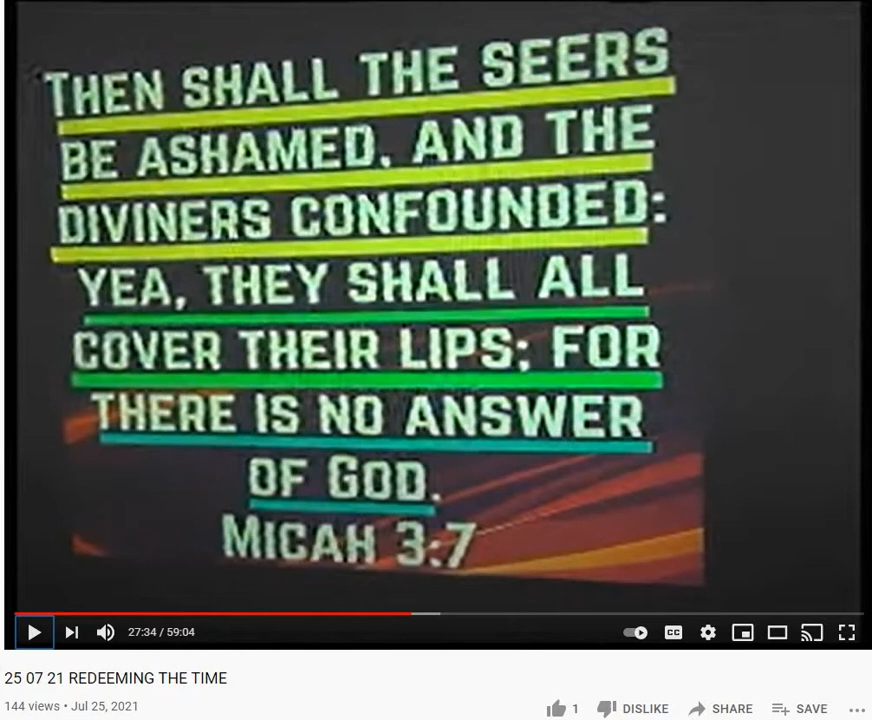 THEN SHALL THE SEERS
BE ASHAMED, AND THE
DIVINERS CONFOUNDED:
YEA, THEY SHALL ALL
COVER THEIR LIPS; FOR
THERE IS NO ANSWER
OF GOD.
MICAH 3:7
27:34 / 59:04
CC
25 07 21 REDEEMING THE TIME
144 views • Jul 25, 2021
1 DISLIKE SHARE SAVE